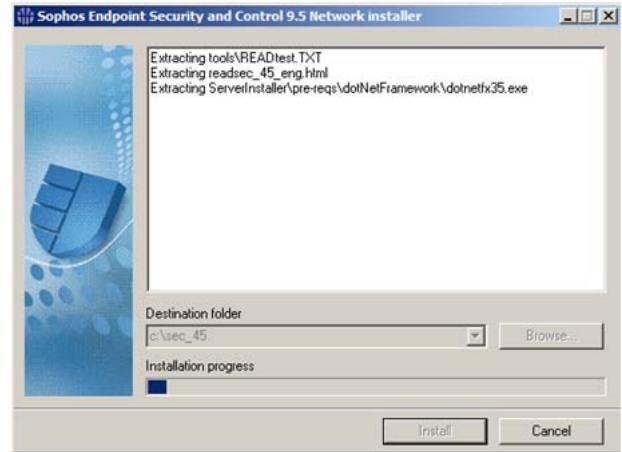 Sophos Endpoint Security and Control 9.5 Network installer
Extracting tools\READtest.TXT
Extracting readsec_45_eng.html
Extracting ServerInstaller\pre-reqs\dotNetFramework\dotnetfx35.exe
Destination folder
c:\sec_45
Browse...
Installation progress
Install
Cancel